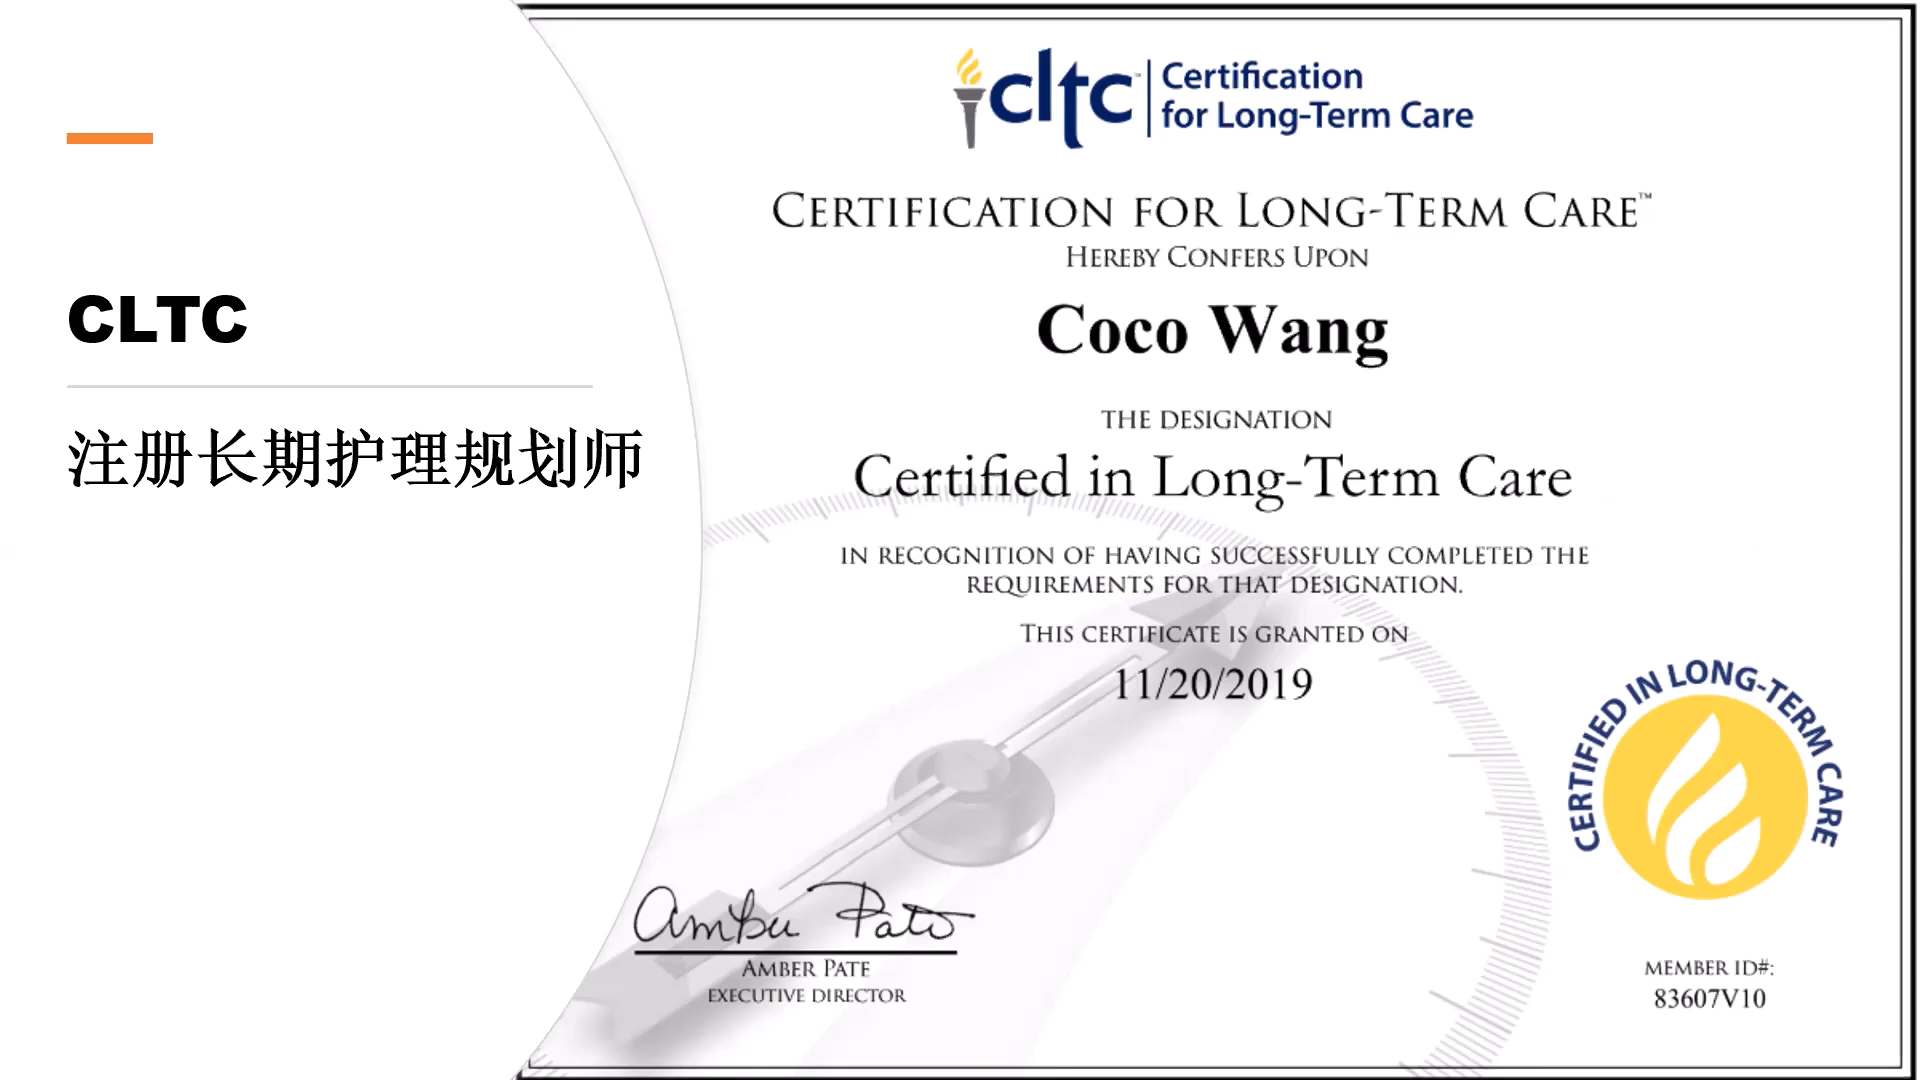 CLTC
注册长期护理规划师
cltc™ Certification
for Long-Term Care
CERTIFICATION FOR LONG-TERM CARE™
HEREBY CONFERS UPON
Coco Wang
THE DESIGNATION
Certified in Long-Term Care
IN RECOGNITION OF HAVING SUCCESSFULLY COMPLETED THE
REQUIREMENTS FOR THAT DESIGNATION.
THIS CERTIFICATE IS GRANTED ON
11/20/2019
CERTIFIED IN LONG-TERM CARE
Amber Pate
AMBER PATE
EXECUTIVE DIRECTOR
MEMBER ID#:
83607V10